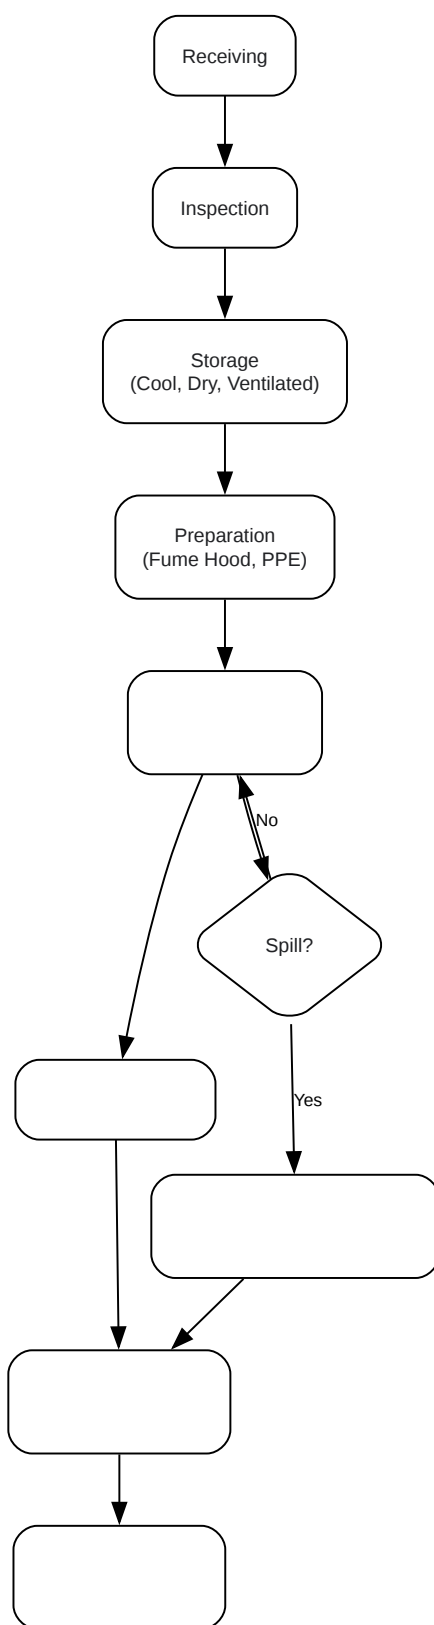 Receiving
Inspection
Storage
(Cool, Dry, Ventilated)
Preparation
(Fume Hood, PPE)
No
Spill?
Yes